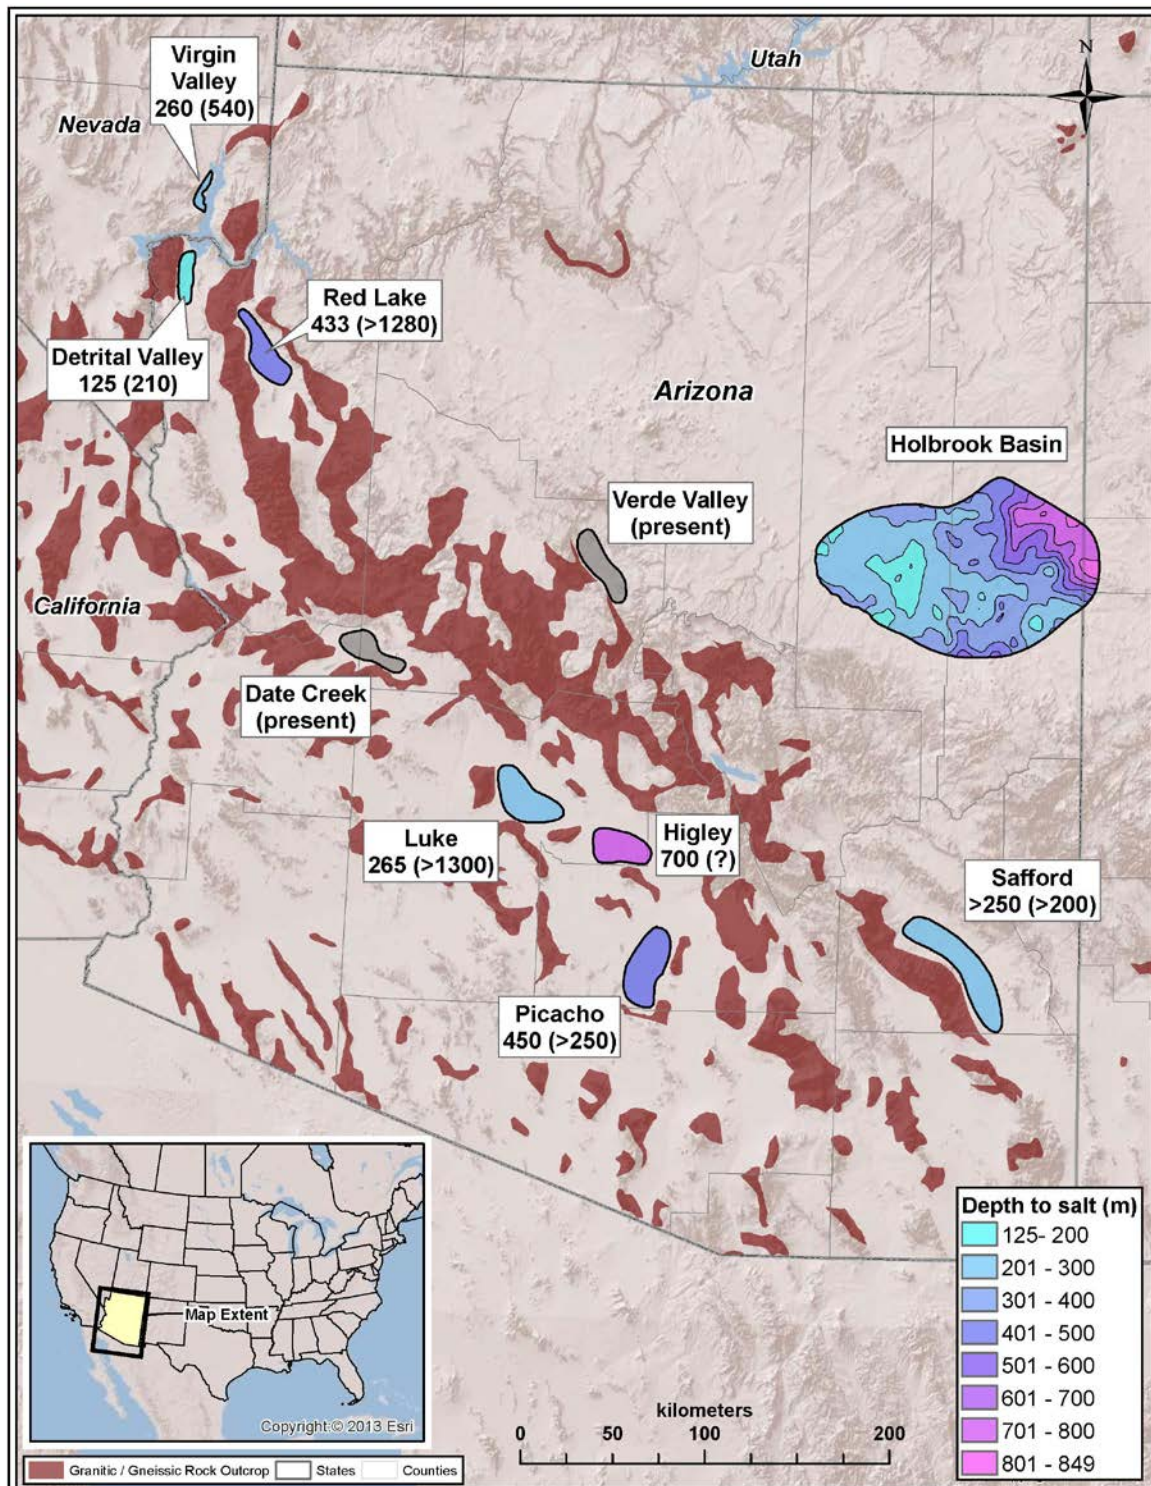 Virgin
Valley
260 (540)
Utah
N
Nevada
Red Lake
433 (>1280)
Detrital Valley
125 (210)
Arizona
Holbrook Basin
Verde Valley
(present)
California
Date Creek
(present)
Luke
265 (>1300)
Higley
700 (?)
Safford
>250 (>200)
Picacho
450 (>250)
Map Extent
Copyright:© 2013 Esri
Depth to salt (m)
125- 200
201 - 300
301 - 400
401 - 500
501 - 600
601 - 700
701 - 800
801 - 849
kilometers
0 50 100 200
Granitic / Gneissic Rock Outcrop States Counties